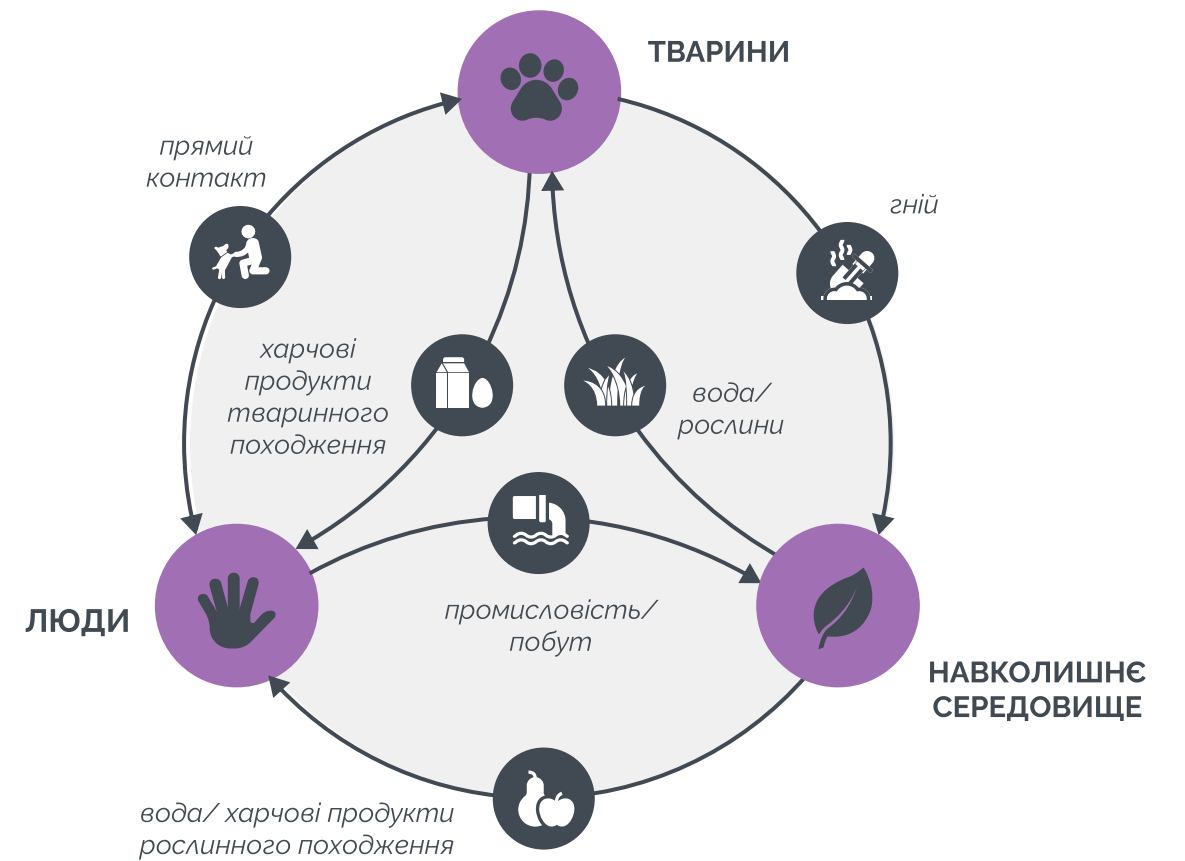 ТВАРИНИ
прямий
контакт
гній
харчові
продукти
тваринного
походження
вода/
рослини
промисловість/
побут
ЛЮДИ
НАВКОЛИШНЄ
СЕРЕДОВИЩЕ
вода/ харчові продукти
рослинного походження